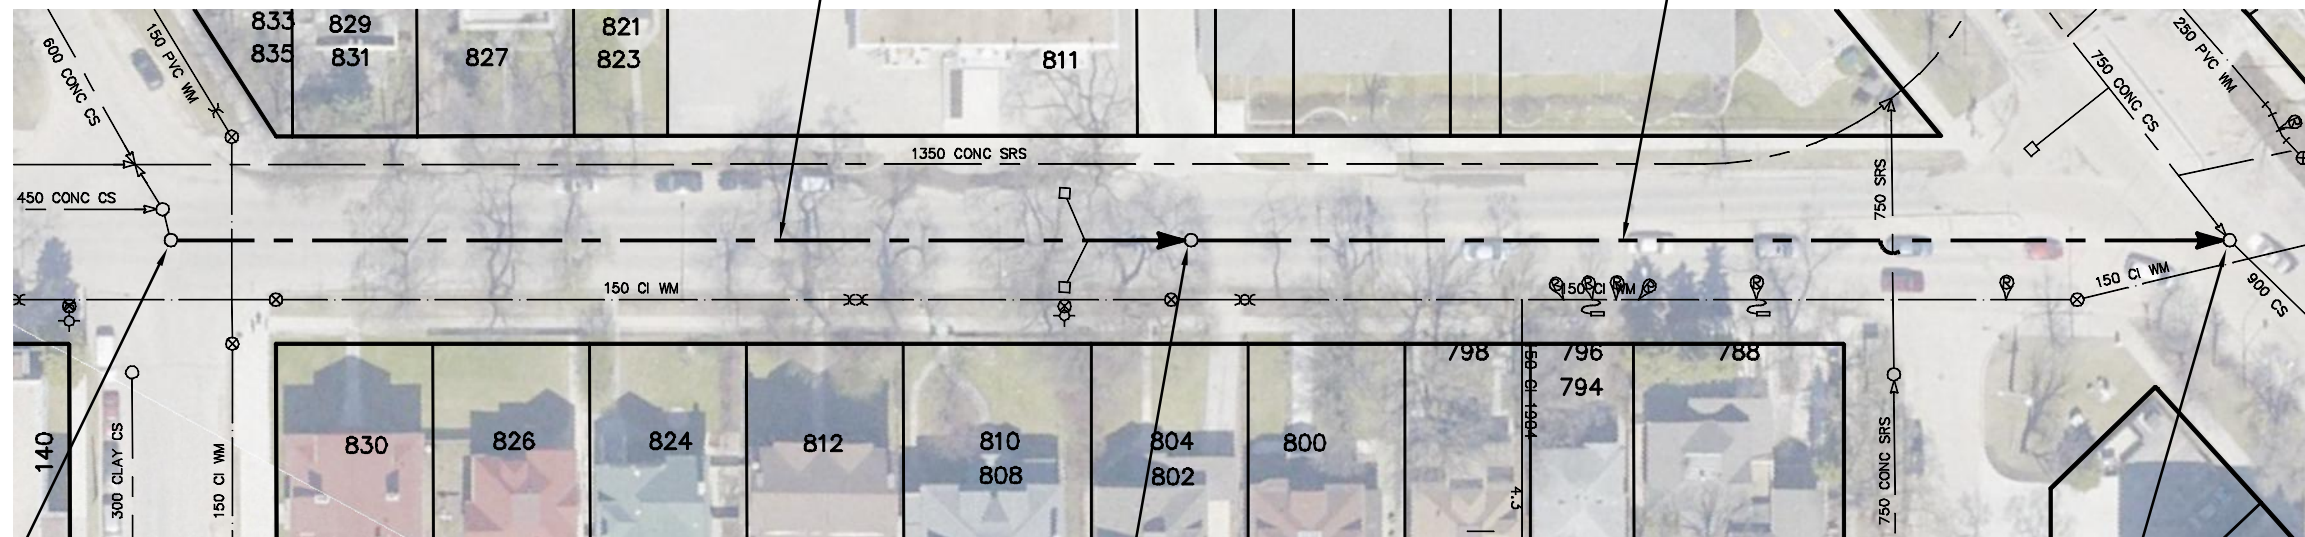 833
835
829
831
827
821
823
811
600 CONC CS
150 PVC WM
450 CONC CS
1350 CONC SRS
750 SRS
750 CONC CS
250 PVC WM
150 CI WM
150 CI WM
150 CI WM
900 CS
140
300 CLAY CS
150 CI WM
830
826
824
812
810
808
804
802
800
798
796
794
788
4.3
750 CONC SRS